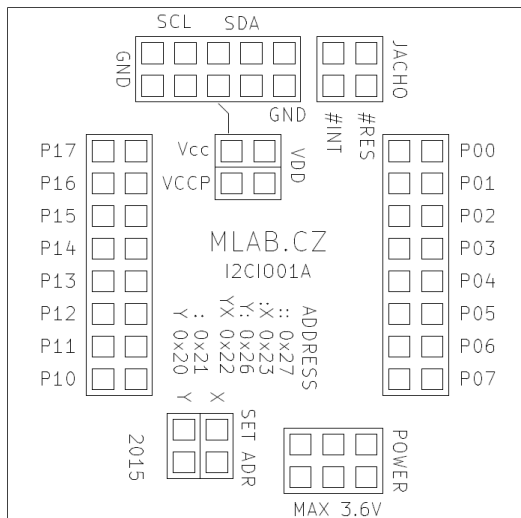 SCL
SDA
GND
JACHO
GND
#INT
#RES
P17
P16
P15
P14
P13
P12
P11
P10
Vcc
VCCP
VDD
P00
P01
P02
P03
P04
P05
P06
P07
MLAB.CZ
I2CIO01A
ADDRESS
:: 0x27
::X 0x23
Y: 0x26
YX 0x22
:: 0x21
Y 0x20
Y
X
SET ADR
2015
POWER
MAX 3.6V